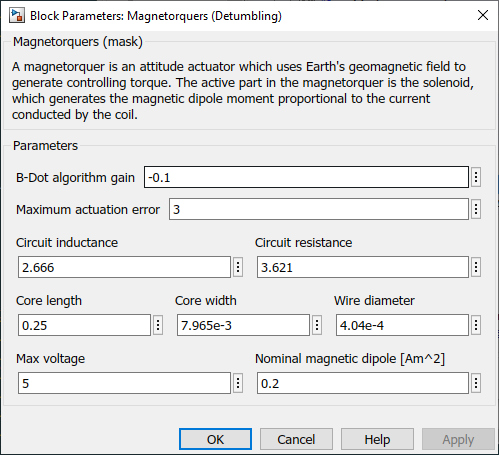 Block Parameters: Magnetorquers (Detumbling)
Magnetorquers (mask)
A magnetorquer is an attitude actuator which uses Earth's geomagnetic field to
generate controlling torque. The active part in the magnetorquer is the solenoid,
which generates the magnetic dipole moment proportional to the current
conducted by the coil.
Parameters
B-Dot algorithm gain -0.1
Maximum actuation error 3
Circuit inductance Circuit resistance
2.666 3.621
Core length Core width Wire diameter
0.25 7.965e-3 4.04e-4
Max voltage Nominal magnetic dipole [Am^2]
5 0.2
OK Cancel Help Apply